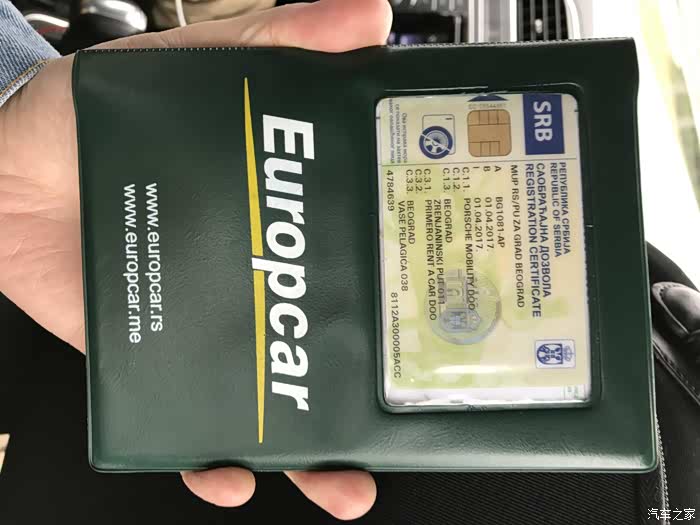 Europcar
www.europcar.rs
www.europcar.me
SRB
РЕПУБЛИКА СРБИЈА
REPUBLIC OF SERBIA
САОБРАЋАЈНА ДОЗВОЛА
REGISTRATION CERTIFICATE
MUP RS/PU ZA GRAD BEOGRAD
A BG1081-AP
B 01.04.2017.
I 01.04.2017.
C.1.1. PORSCHE MOBILITY DOO
C.1.2.
C.1.3. BEOGRAD
ZRENJANINSKI PUT 011
C.3.1. PRIMERO RENT A CAR DOO
C.3.2.
C.3.3. BEOGRAD
VASE PELAGICA 038
4784639
8112A300005ACC
汽车之家